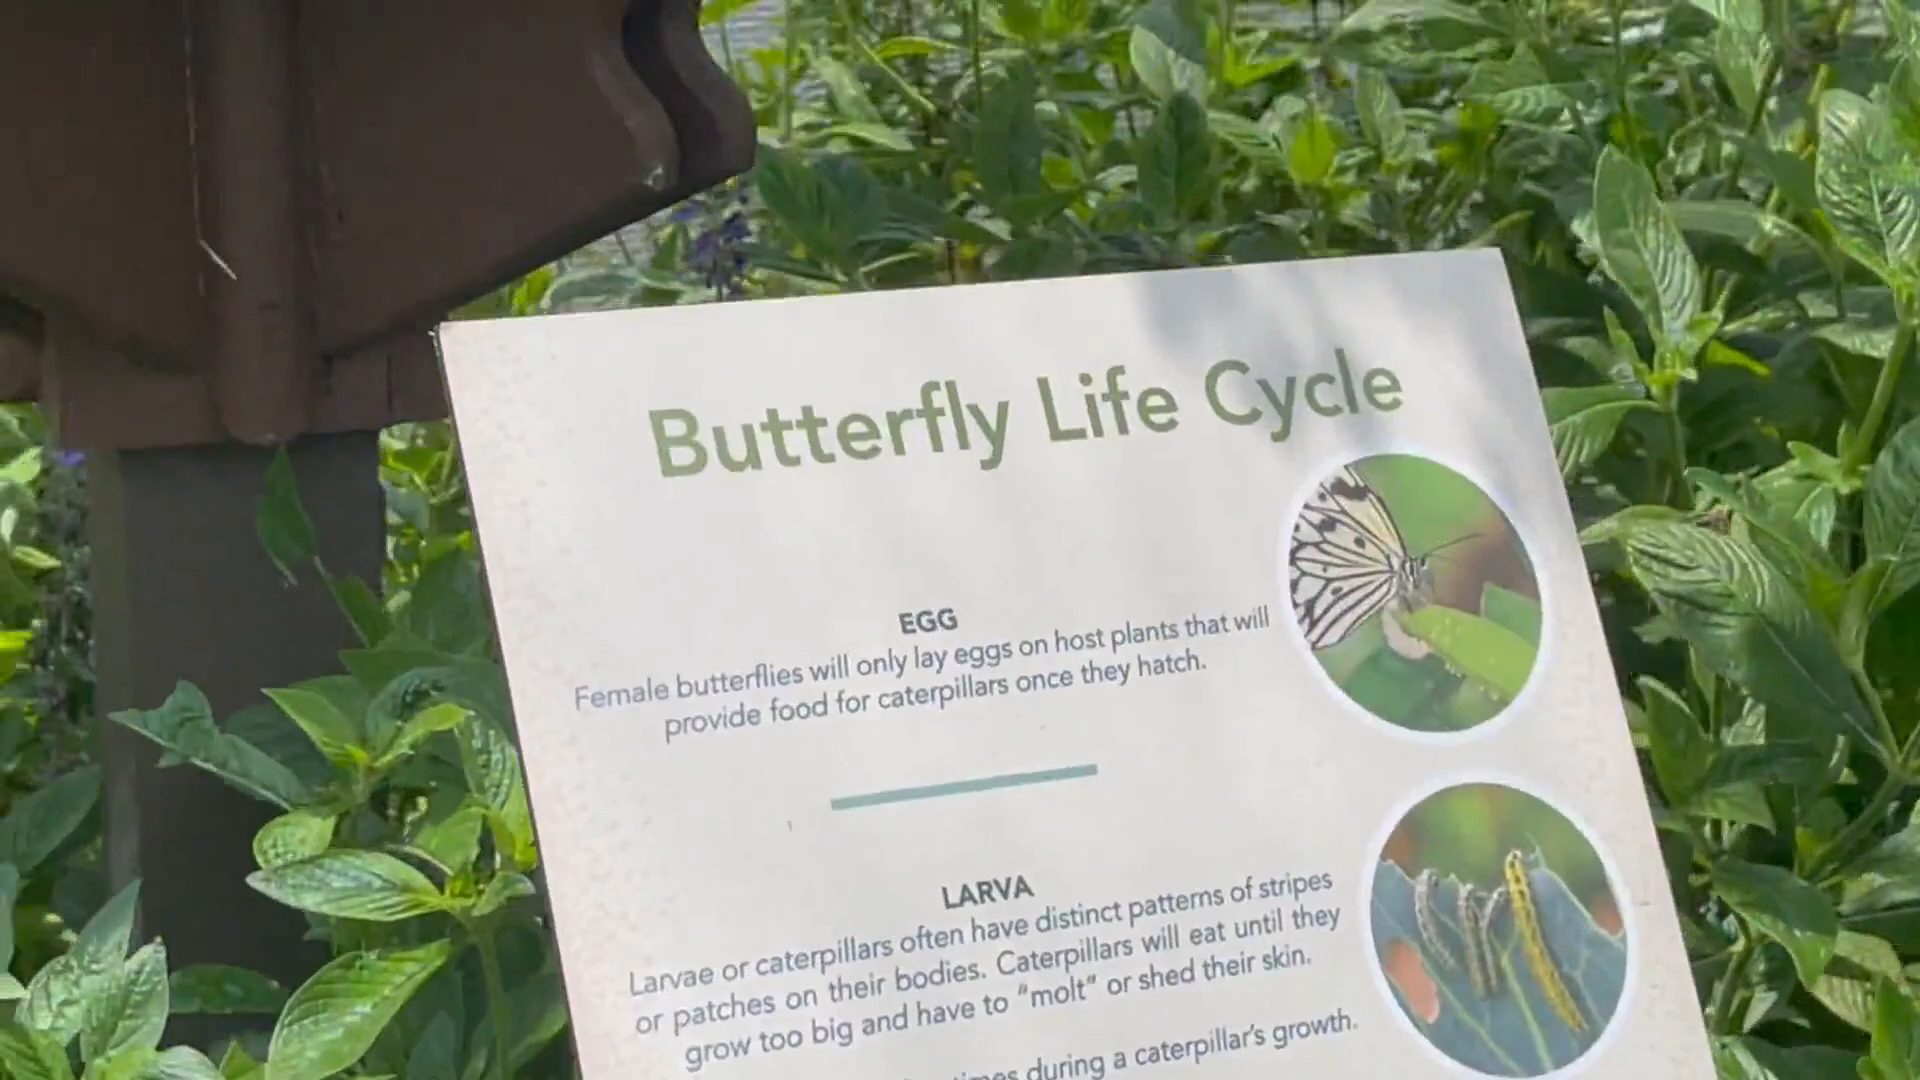 Butterfly Life Cycle
EGG
Female butterflies will only lay eggs on host plants that will
provide food for caterpillars once they hatch.
LARVA
Larvae or caterpillars often have distinct patterns of stripes
or patches on their bodies. Caterpillars will eat until they
grow too big and have to “molt” or shed their skin.
during a caterpillar’s growth.